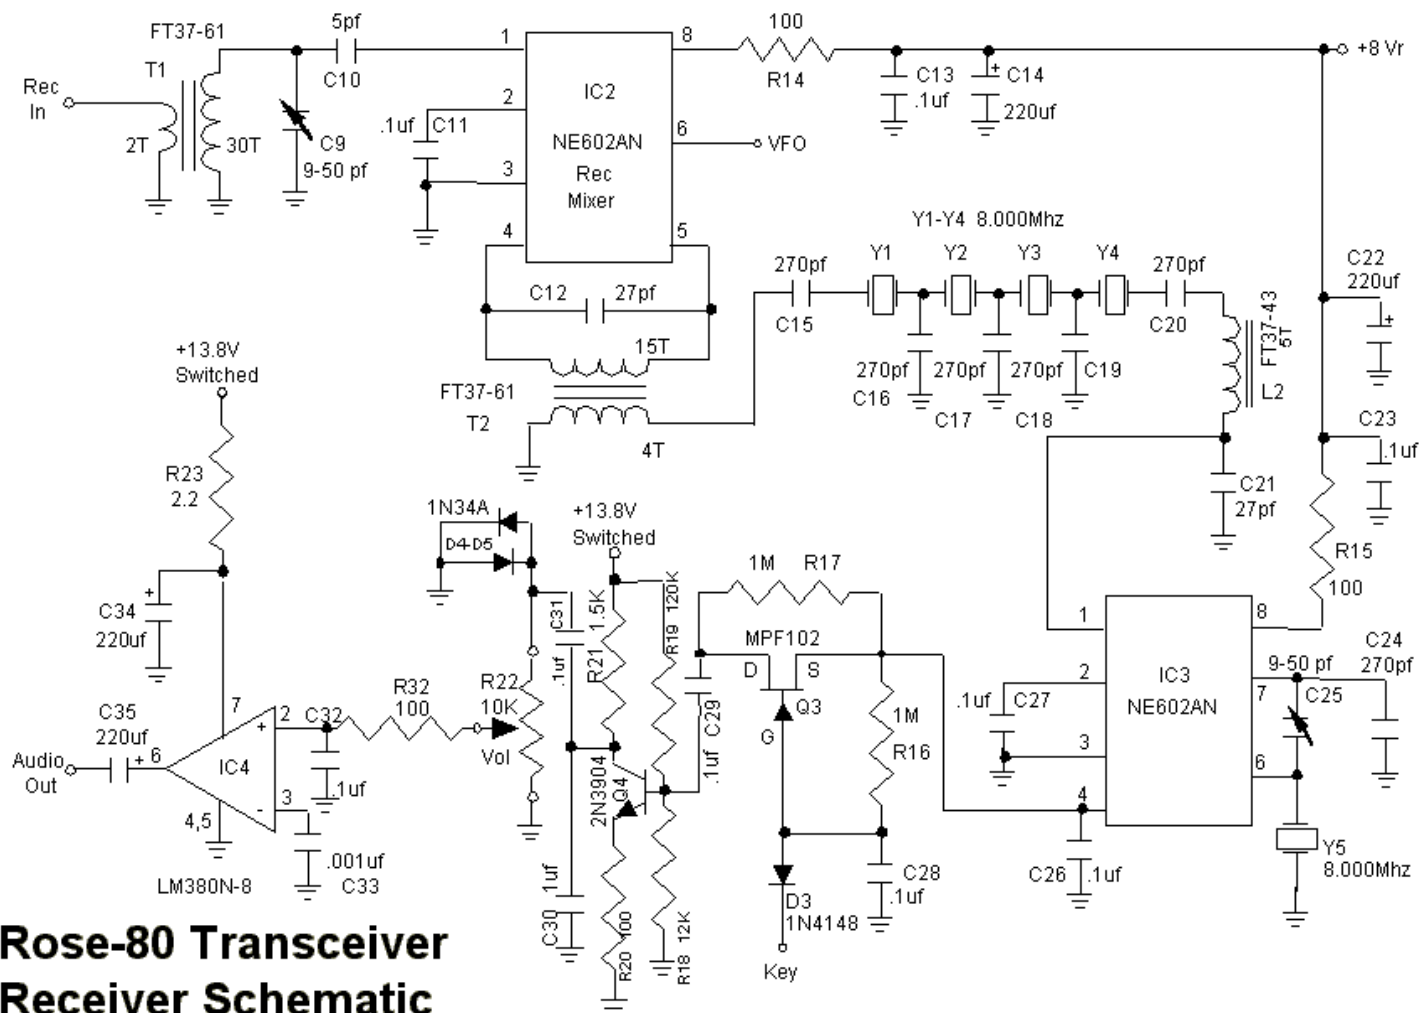 5pf
FT37-61
T1
Rec
In
2T
30T
C10
C9
9-50 pf
.1uf
C11
1
2
3
4
8
6
5
IC2
NE602AN
Rec
Mixer
VFO
100
R14
C13
.1uf
+
C14
220uf
+8 Vr
C12
27pf
15T
FT37-61
T2
4T
Y1-Y4 8.000Mhz
270pf
C15
Y1
Y2
Y3
Y4
270pf
C20
270pf
C16
270pf
C17
270pf
C18
C19
FT37-43
5T
L2
C21
27pf
C22
220uf
+
C23
.1uf
R15
100
+13.8V
Switched
R23
2.2
+
C34
220uf
C35
220uf
+
Audio
Out
6
7
2
3
4,5
+
-
IC4
LM380N-8
C32
.1uf
.001uf
C33
R32
100
1N34A
D4-D5
R22
10K
Vol
C31
.1uf
+13.8V
Switched
R21 1.5K
R19 120K
2N3904
Q4
C30 .1uf
R20 100
R18 12K
C29
.1uf
1M
R17
MPF102
D
S
G
Q3
1M
R16
D3
1N4148
Key
C28
.1uf
1
2
3
4
8
7
6
IC3
NE602AN
.1uf
C27
C26
.1uf
9-50 pf
C25
C24
270pf
Y5
8.000Mhz
Rose-80 Transceiver
Receiver Schematic